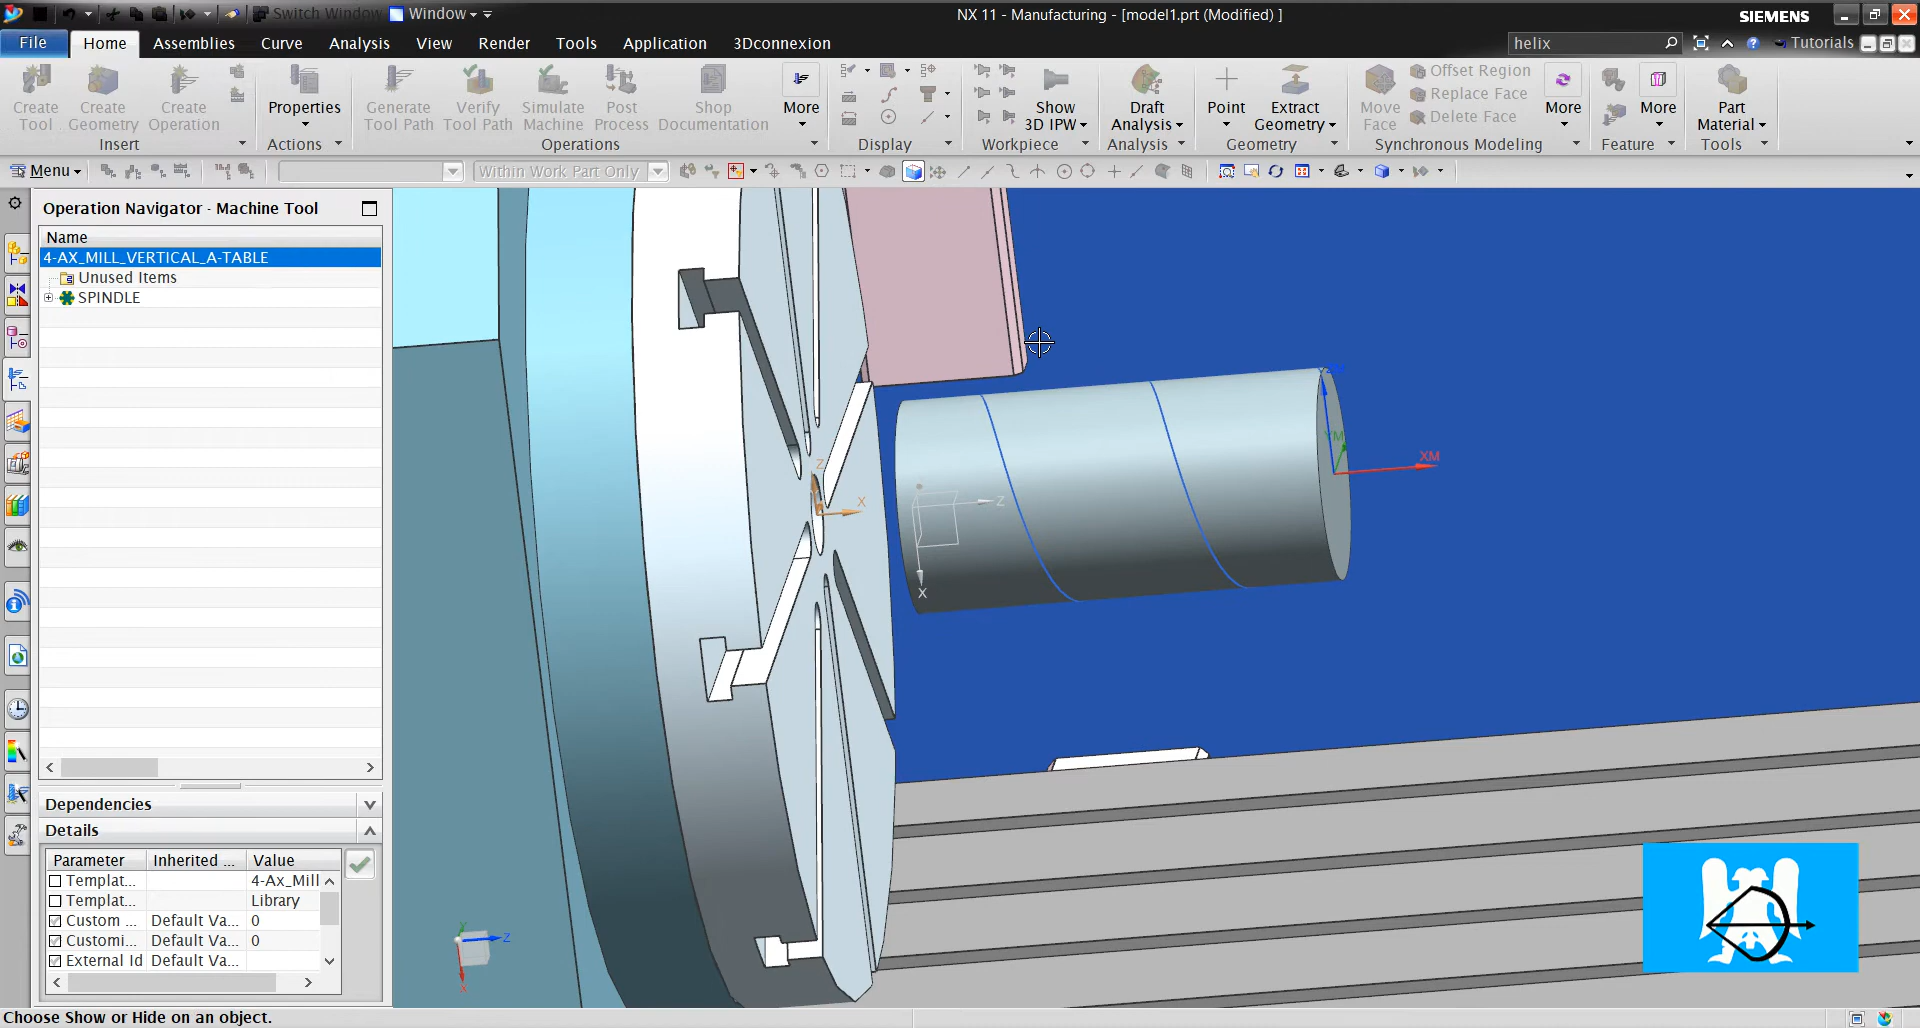 Switch Window
Window
NX 11 - Manufacturing - [model1.prt (Modified) ]
SIEMENS
File
Home
Assemblies
Curve
Analysis
View
Render
Tools
Application
3Dconnexion
helix
Tutorials
Create Tool
Create Geometry
Create Operation
Properties
Generate Tool Path
Verify Tool Path
Simulate Machine
Post Process
Shop Documentation
More
Show 3D IPW
Draft Analysis
Point
Extract Geometry
Move Face
Offset Region
Replace Face
Delete Face
More
More
Part Material
Insert
Actions
Operations
Display
Workpiece
Analysis
Geometry
Synchronous Modeling
Feature
Tools
Menu
Within Work Part Only
Operation Navigator - Machine Tool
Name
4-AX_MILL_VERTICAL_A-TABLE
Unused Items
SPINDLE
Dependencies
Details
Parameter Inherited ... Value
Templat... 4-Ax_Mill
Templat... Library
Custom ... Default Va... 0
Customi... Default Va... 0
External Id Default Va...
YM
XM
Z
X
Z
X
Y
Z
X
Choose Show or Hide on an object.